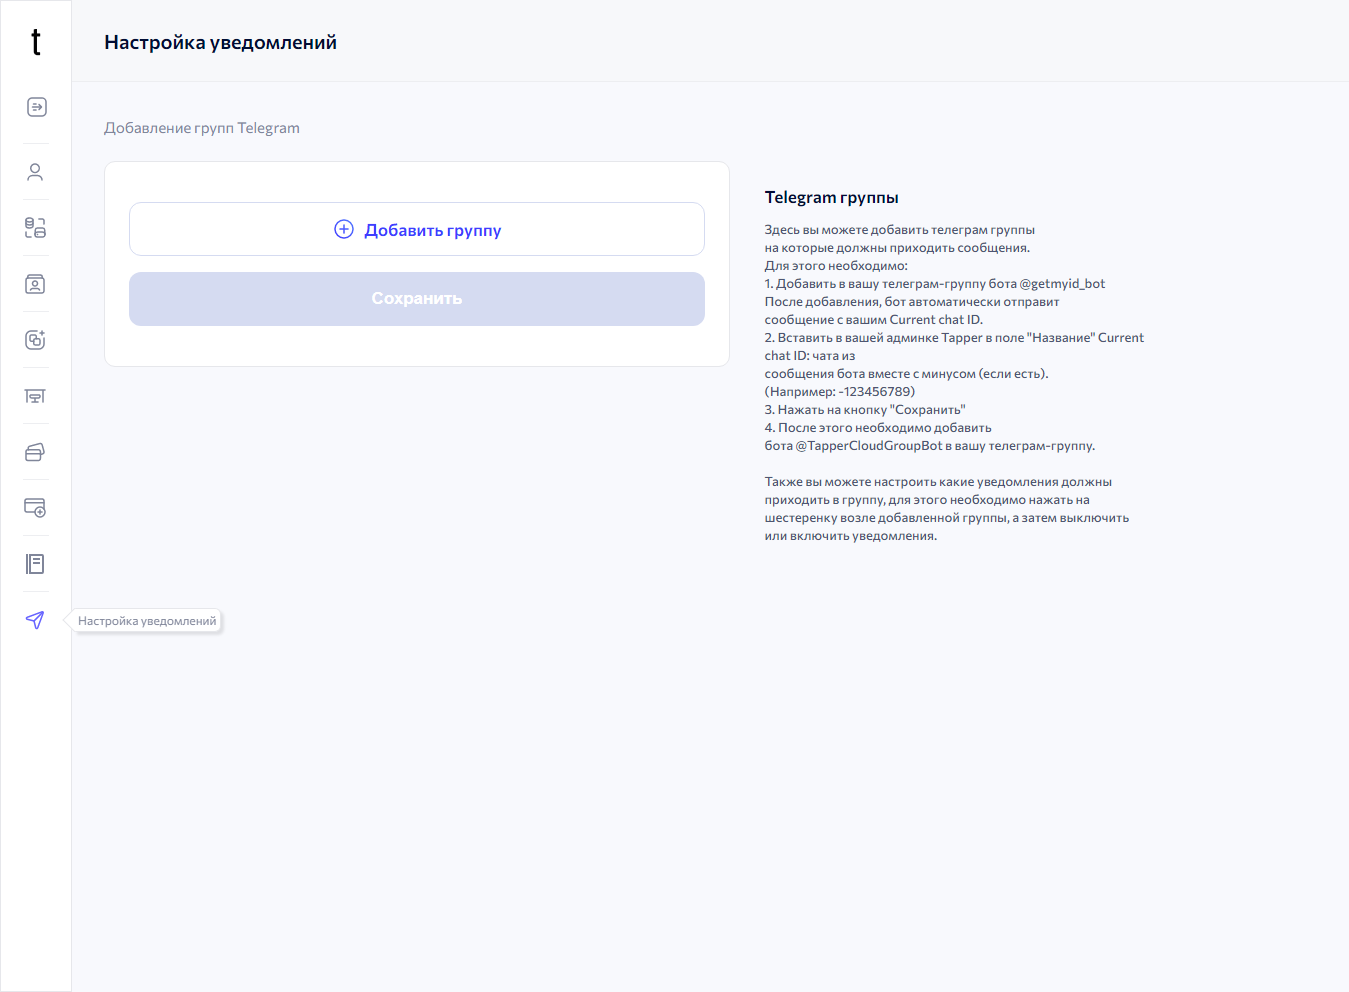 t
Настройка уведомлений
Добавление групп Telegram
Добавить группу
Сохранить
Telegram группы
Здесь вы можете добавить телеграм группы
на которые должны приходить сообщения.
Для этого необходимо:
1. Добавить в вашу телеграм-группу бота @getmyid_bot
После добавления, бот автоматически отправит
сообщение с вашим Current chat ID.
2. Вставить в вашей админке Tapper в поле "Название" Current
chat ID: чата из
сообщения бота вместе с минусом (если есть).
(Например: -123456789)
3. Нажать на кнопку "Сохранить"
4. После этого необходимо добавить
бота @TapperCloudGroupBot в вашу телеграм-группу.
Также вы можете настроить какие уведомления должны
приходить в группу, для этого необходимо нажать на
шестеренку возле добавленной группы, а затем выключить
или включить уведомления.
Настройка уведомлений